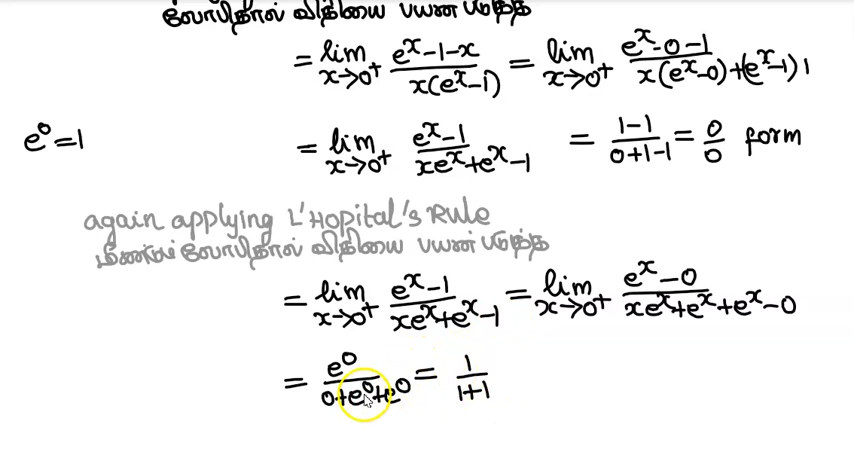 லோபிதால் விதியை பயன்படுத்த
= lim x→0⁺ (eˣ-1-x)/(x(eˣ-1)) = lim x→0⁺ (eˣ-0-1)/(x(eˣ-0)+(eˣ-1)1)
e⁰=1
= lim x→0⁺ (eˣ-1)/(xeˣ+eˣ-1) = (1-1)/(0+1-1) = 0/0 form
again applying L'Hopital's Rule
மீண்டும் லோபிதால் விதியை பயன்படுத்த
= lim x→0⁺ (eˣ-1)/(xeˣ+eˣ-1) = lim x→0⁺ (eˣ-0)/(xeˣ+eˣ+eˣ-0)
= e⁰/(0+e⁰+e⁰) = 1/(1+1)